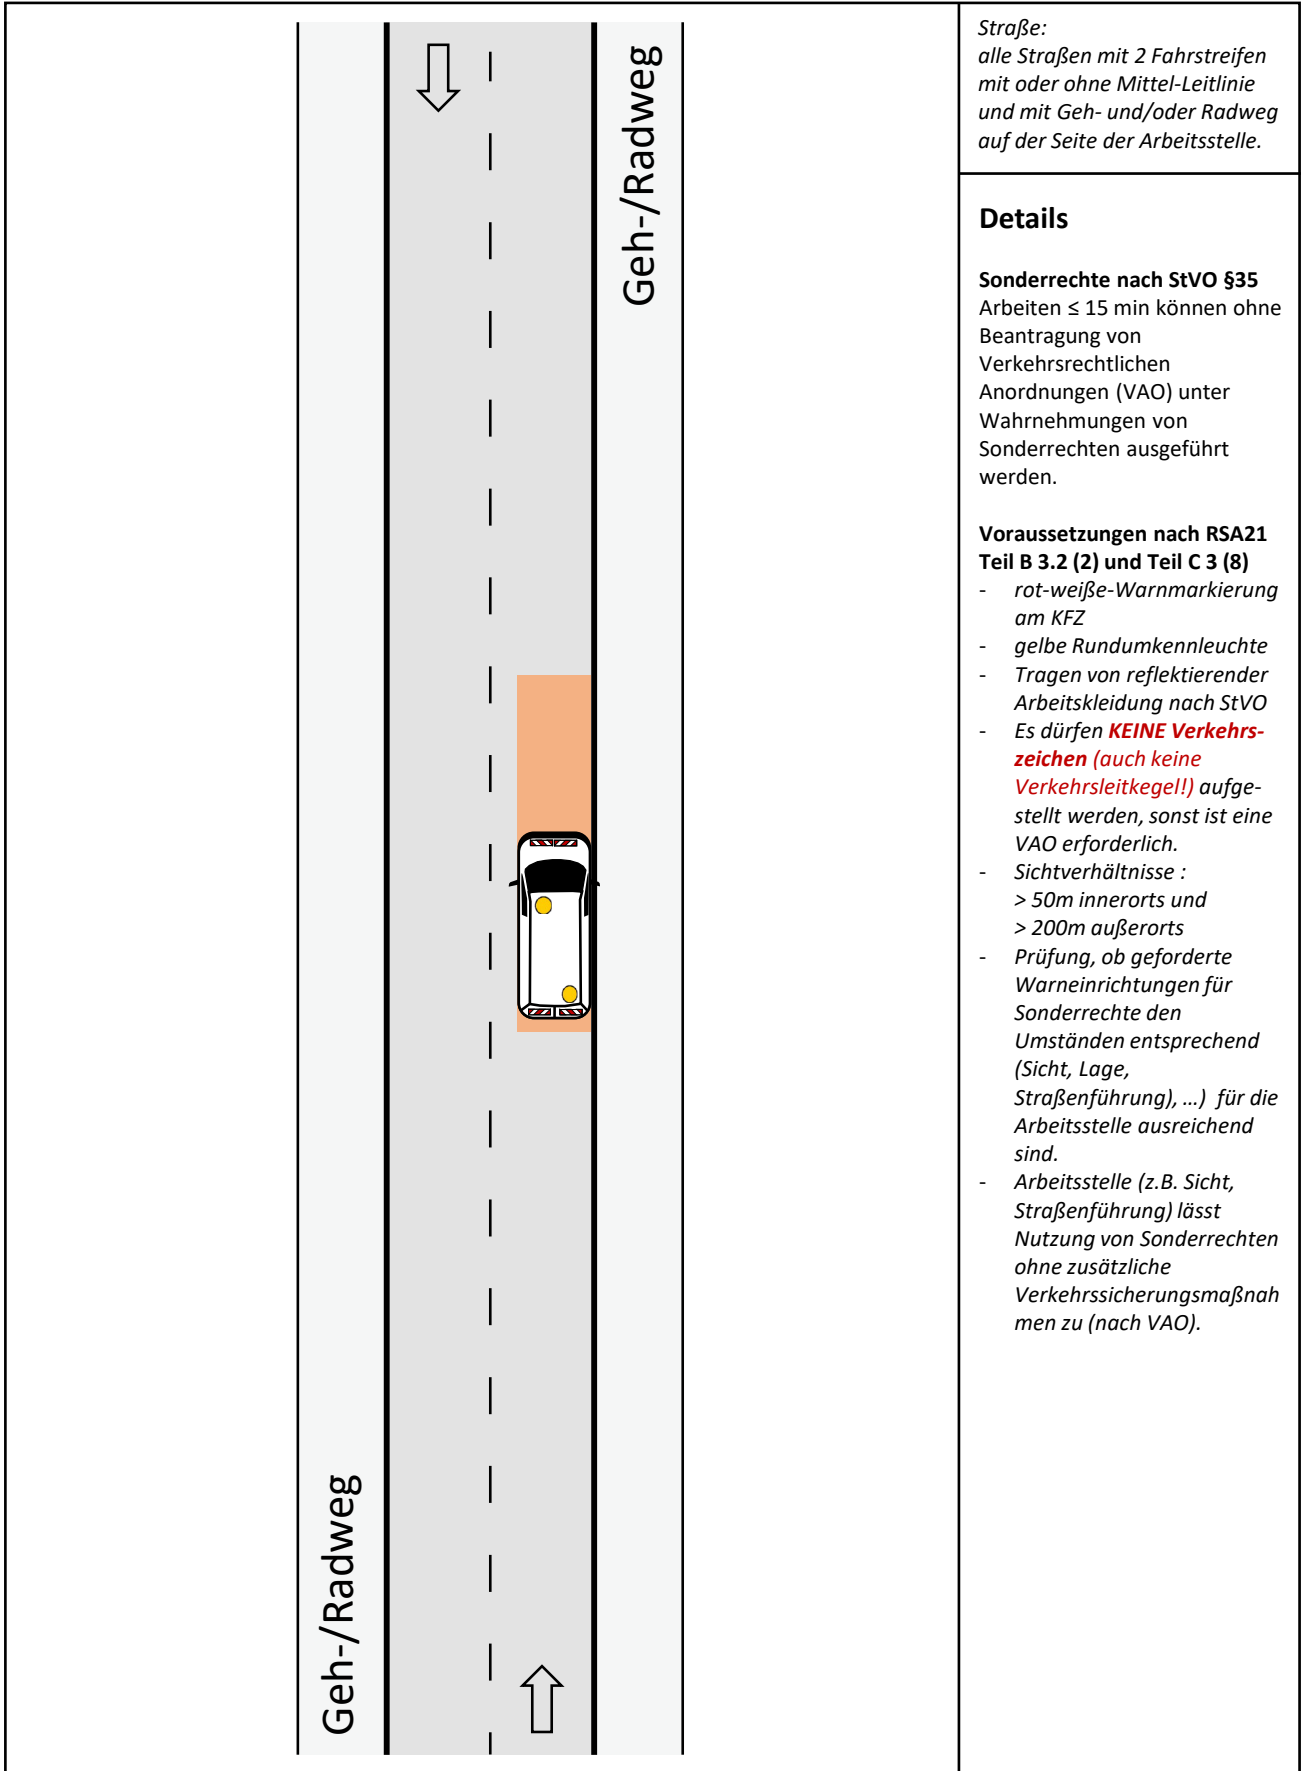 Geh-/Radweg
Geh-/Radweg
Straße:
alle Straßen mit 2 Fahrstreifen
mit oder ohne Mittel-Leitlinie
und mit Geh- und/oder Radweg
auf der Seite der Arbeitsstelle.
Details
Sonderrechte nach StVO §35
Arbeiten ≤ 15 min können ohne
Beantragung von
Verkehrsrechtlichen
Anordnungen (VAO) unter
Wahrnehmungen von
Sonderrechten ausgeführt
werden.
Voraussetzungen nach RSA21
Teil B 3.2 (2) und Teil C 3 (8)
- rot-weiße-Warnmarkierung
am KFZ
- gelbe Rundumkennleuchte
- Tragen von reflektierender
Arbeitskleidung nach StVO
- Es dürfen KEINE Verkehrs-
zeichen (auch keine
Verkehrsleitkegel!) aufge-
stellt werden, sonst ist eine
VAO erforderlich.
- Sichtverhältnisse :
> 50m innerorts und
> 200m außerorts
- Prüfung, ob geforderte
Warneinrichtungen für
Sonderrechte den
Umständen entsprechend
(Sicht, Lage,
Straßenführung), …) für die
Arbeitsstelle ausreichend
sind.
- Arbeitsstelle (z.B. Sicht,
Straßenführung) lässt
Nutzung von Sonderrechten
ohne zusätzliche
Verkehrssicherungsmaßnah
men zu (nach VAO).